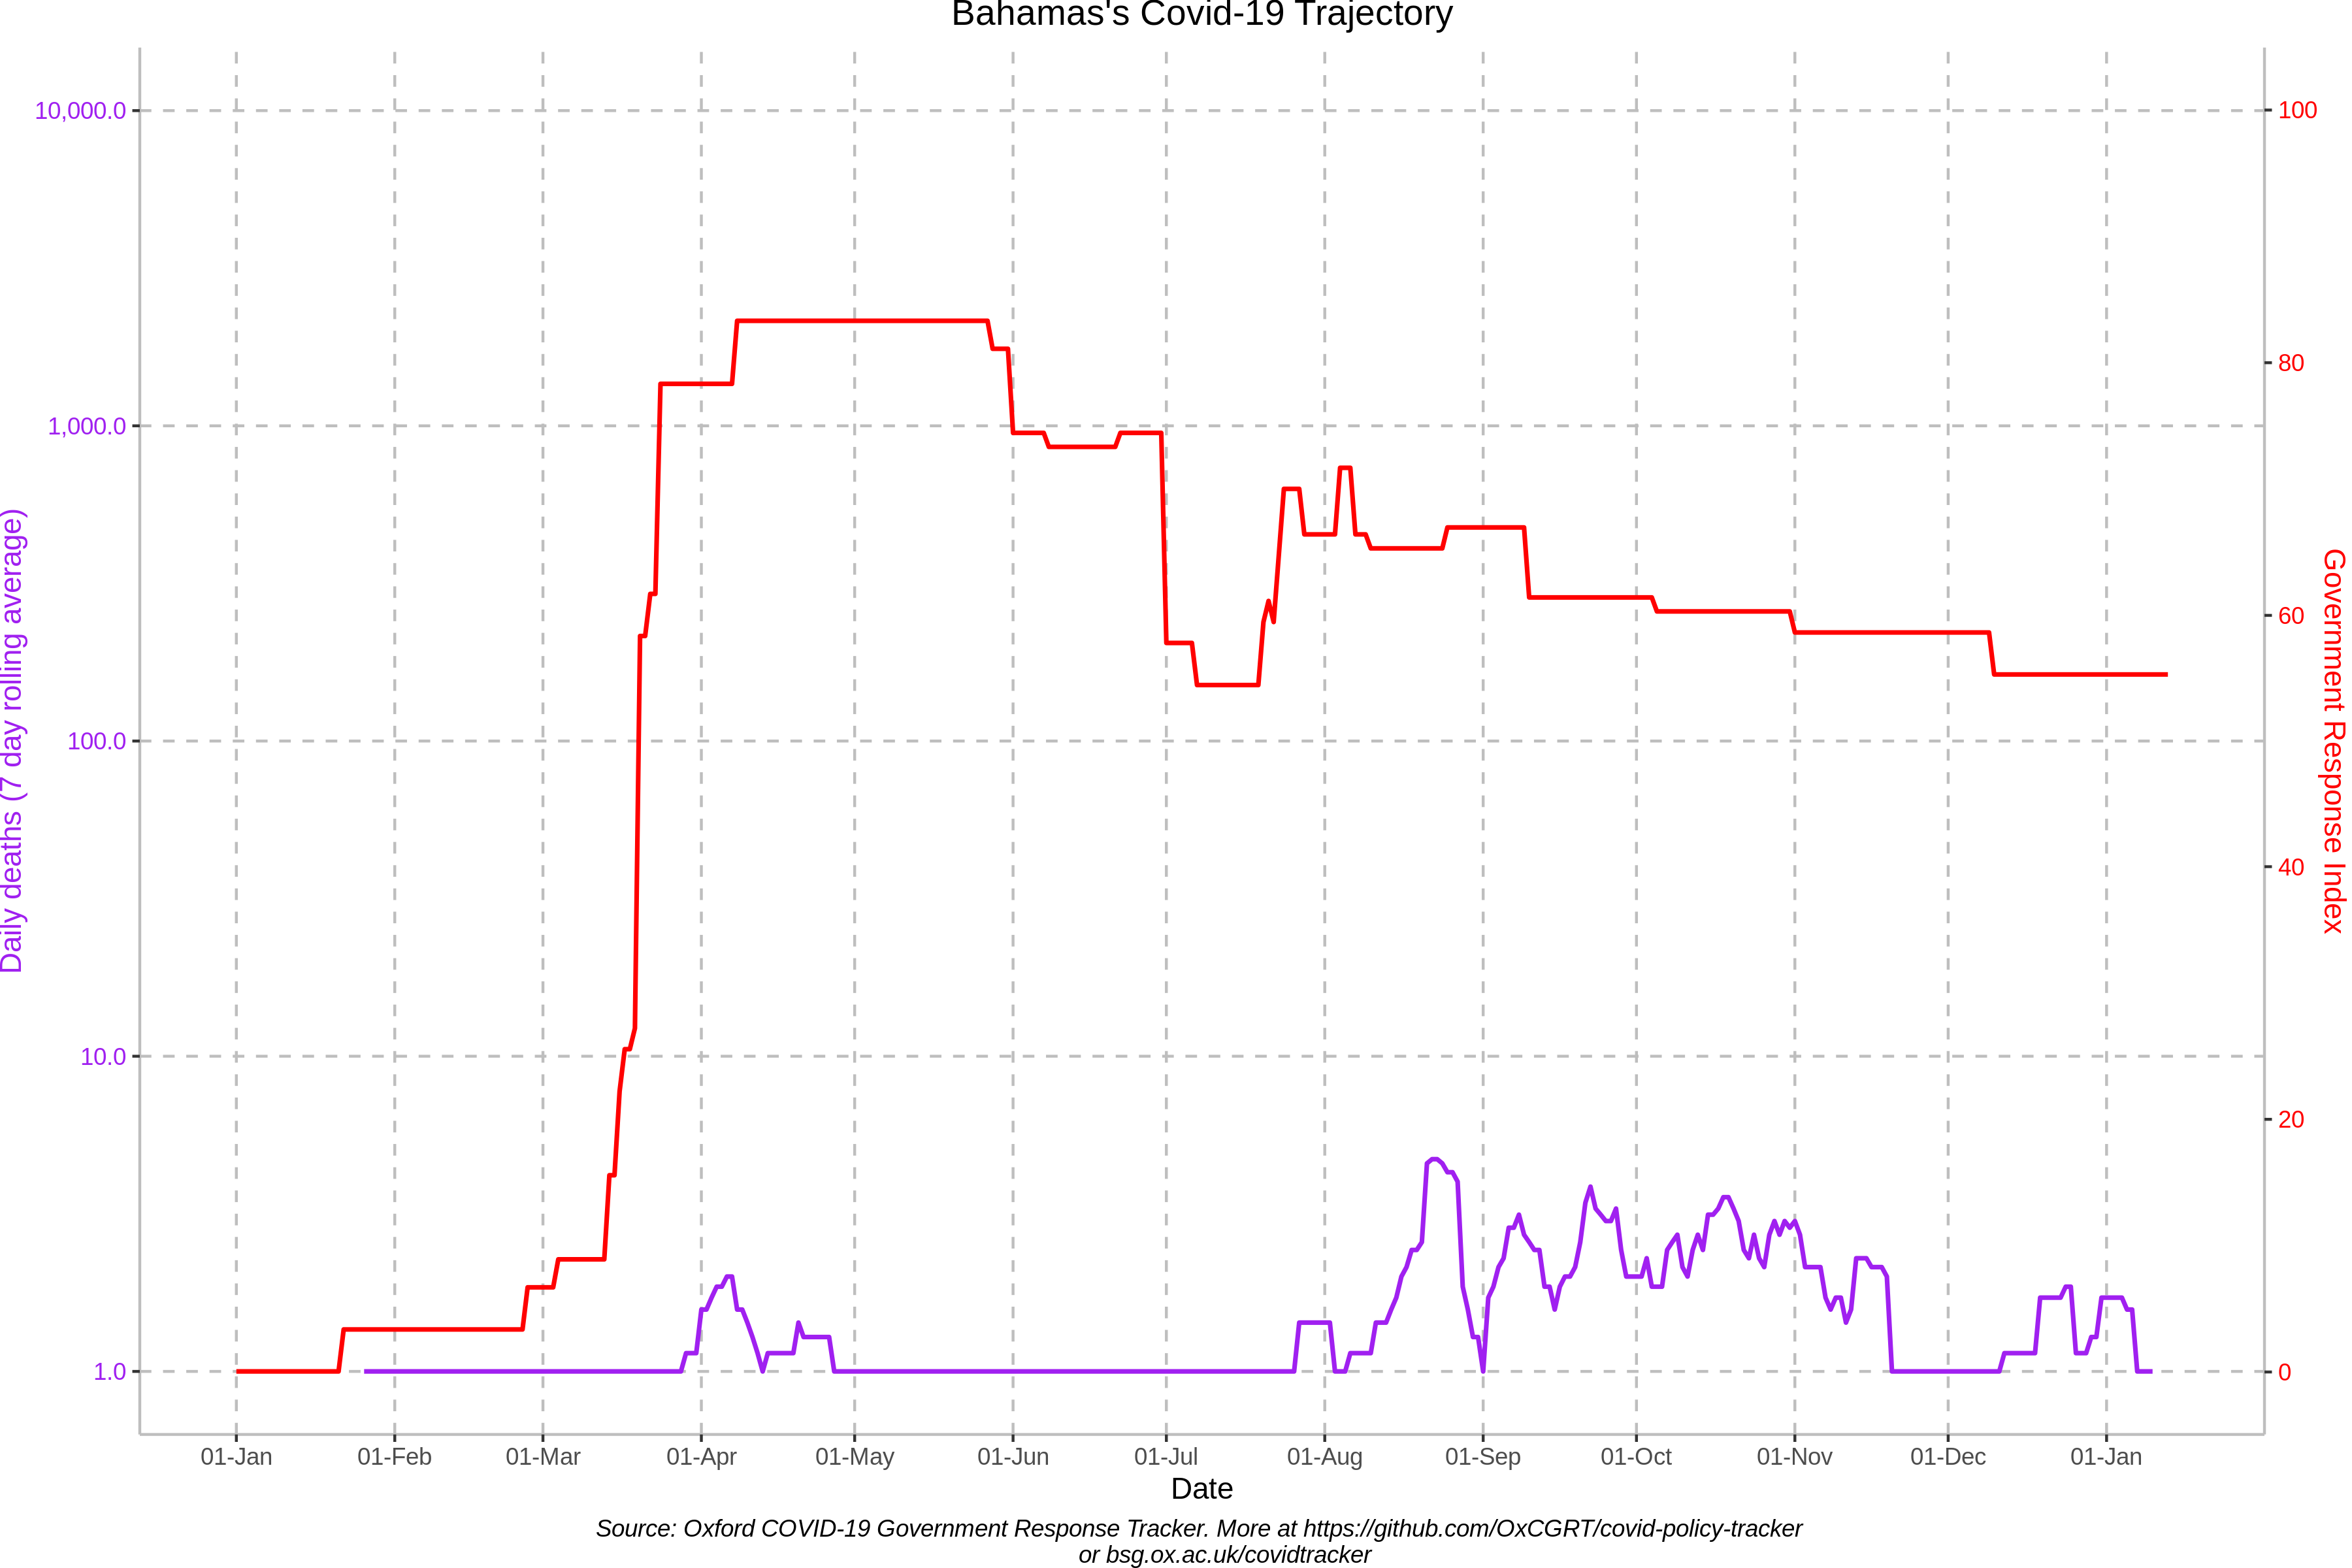 Bahamas's Covid-19 Trajectory
10,000.0
1,000.0
100.0
10.0
1.0
Daily deaths (7 day rolling average)
100
80
60
40
20
0
Government Response Index
01-Jan 01-Feb 01-Mar 01-Apr 01-May 01-Jun 01-Jul 01-Aug 01-Sep 01-Oct 01-Nov 01-Dec 01-Jan
Date
Source: Oxford COVID-19 Government Response Tracker. More at https://github.com/OxCGRT/covid-policy-tracker
or bsg.ox.ac.uk/covidtracker